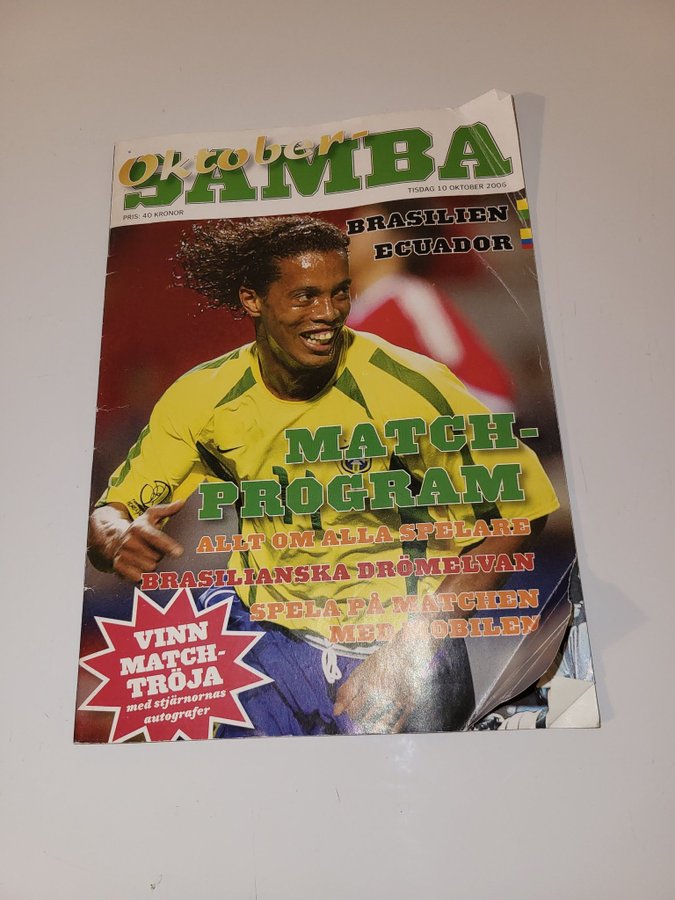 Oktober-
SAMBA
PRIS: 40 KRONOR
TISDAG 10 OKTOBER 2006
BRASILIEN
ECUADOR
MATCH-
PROGRAM
ALLT OM ALLA SPELARE
BRASILIANSKA DRÖMELVAN
SPELA PÅ MATCHEN
MED MOBILEN
VINN
MATCH-
TRÖJA
med stjärnornas
autografer